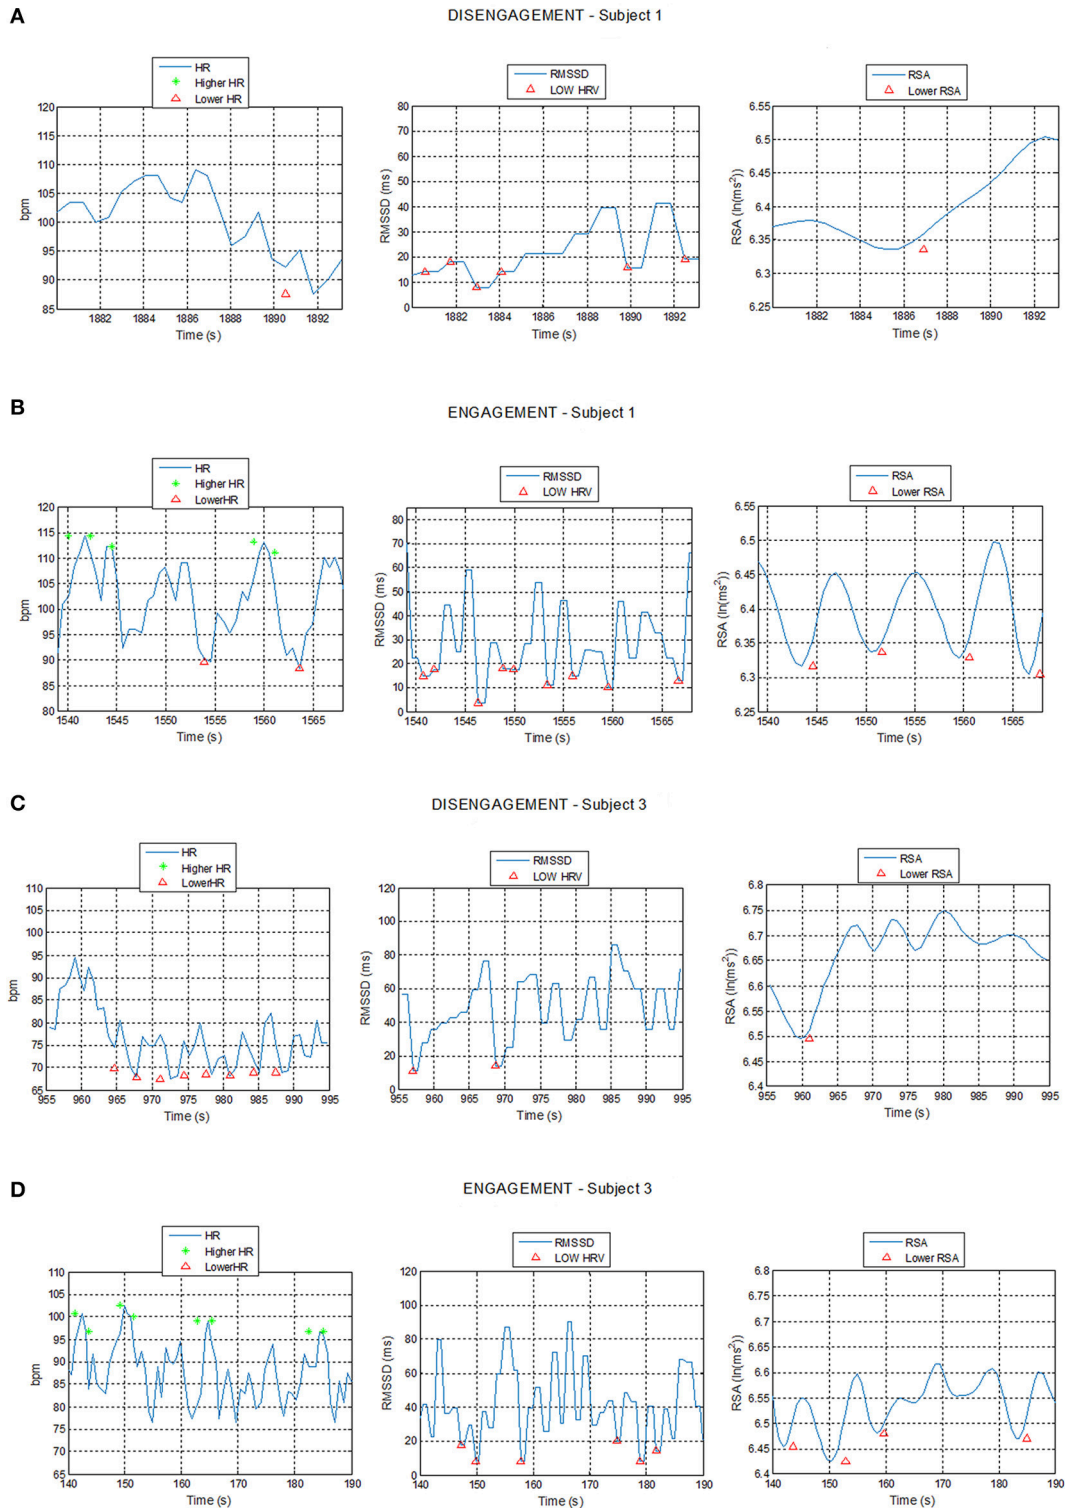 A
DISENGAGEMENT - Subject 1
HR
Higher HR
Lower HR
RMSSD
LOW HRV
RSA
Lower RSA
120
115
110
105
100
95
90
85
bpm
1882 1884 1886 1888 1890 1892
Time (s)
80
70
60
50
40
30
20
10
0
RMSSD (ms)
1882 1884 1886 1888 1890 1892
Time (s)
6.55
6.5
6.45
6.4
6.35
6.3
6.25
RSA (ln(ms²))
1882 1884 1886 1888 1890 1892
Time (s)
B
ENGAGEMENT - Subject 1
HR
Higher HR
LowerHR
RMSSD
LOW HRV
RSA
Lower RSA
120
115
110
105
100
95
90
85
80
bpm
1540 1545 1550 1555 1560 1565
Time (s)
80
70
60
50
40
30
20
10
0
RMSSD (ms)
1540 1545 1550 1555 1560 1565
Time (s)
6.55
6.5
6.45
6.4
6.35
6.3
6.25
RSA (ln(ms²))
1540 1545 1550 1555 1560 1565
Time (s)
C
DISENGAGEMENT - Subject 3
HR
Higher HR
LowerHR
RMSSD
LOW HRV
RSA
Lower RSA
110
105
100
95
90
85
80
75
70
65
bpm
955 960 965 970 975 980 985 990 995
Time (s)
120
100
80
60
40
20
0
RMSSD (ms)
955 960 965 970 975 980 985 990 995
Time (s)
6.8
6.75
6.7
6.65
6.6
6.55
6.5
6.45
6.4
RSA (ln(ms²))
955 960 965 970 975 980 985 990 995
Time (s)
D
ENGAGEMENT - Subject 3
HR
Higher HR
LowerHR
RMSSD
LOW HRV
RSA
Lower RSA
110
105
100
95
90
85
80
75
70
65
bpm
140 150 160 170 180 190
Time (s)
120
100
80
60
40
20
0
RMSSD (ms)
140 150 160 170 180 190
Time (s)
6.8
6.75
6.7
6.65
6.6
6.55
6.5
6.45
6.4
RSA (ln(ms²))
140 150 160 170 180 190
Time (s)